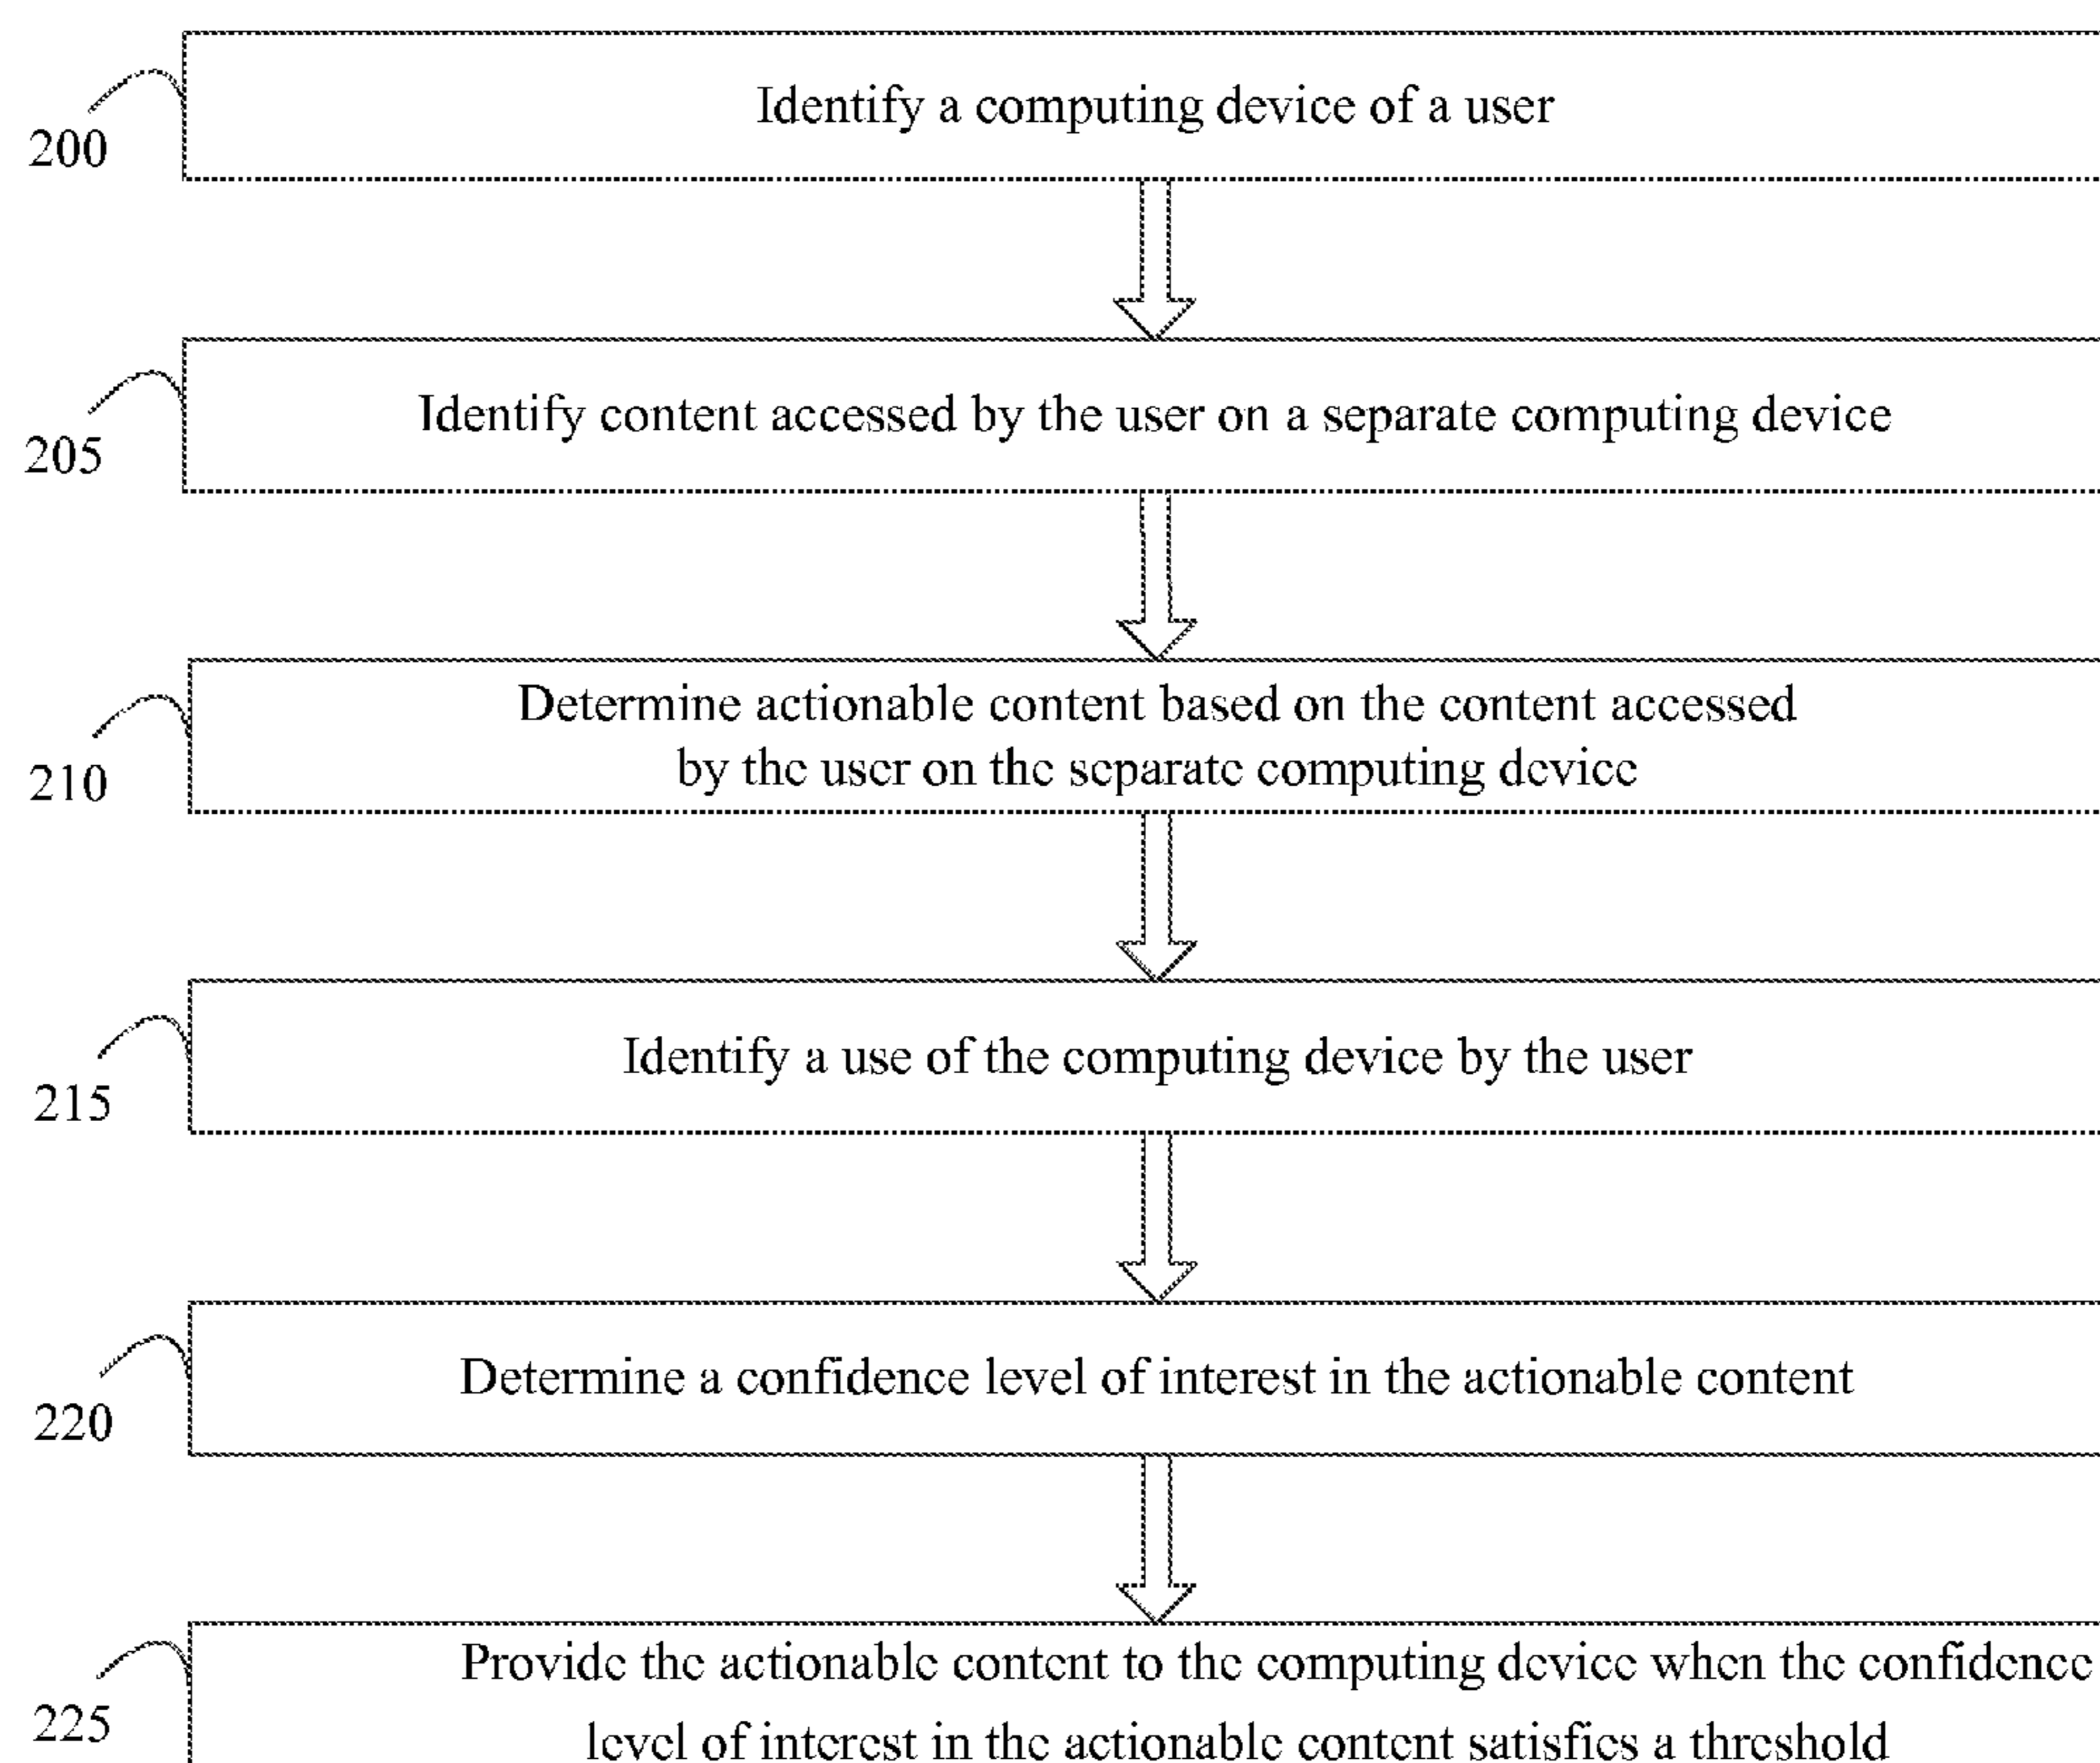 Identify a computing device of a user
200
Identify content accessed by the user on a separate computing device
205
Determine actionable content based on the content accessed
by the user on the separate computing device
210
Identify a use of the computing device by the user
215
Determine a confidence level of interest in the actionable content
220
Provide the actionable content to the computing device when the confidence
level of interest in the actionable content satisfies a threshold
225